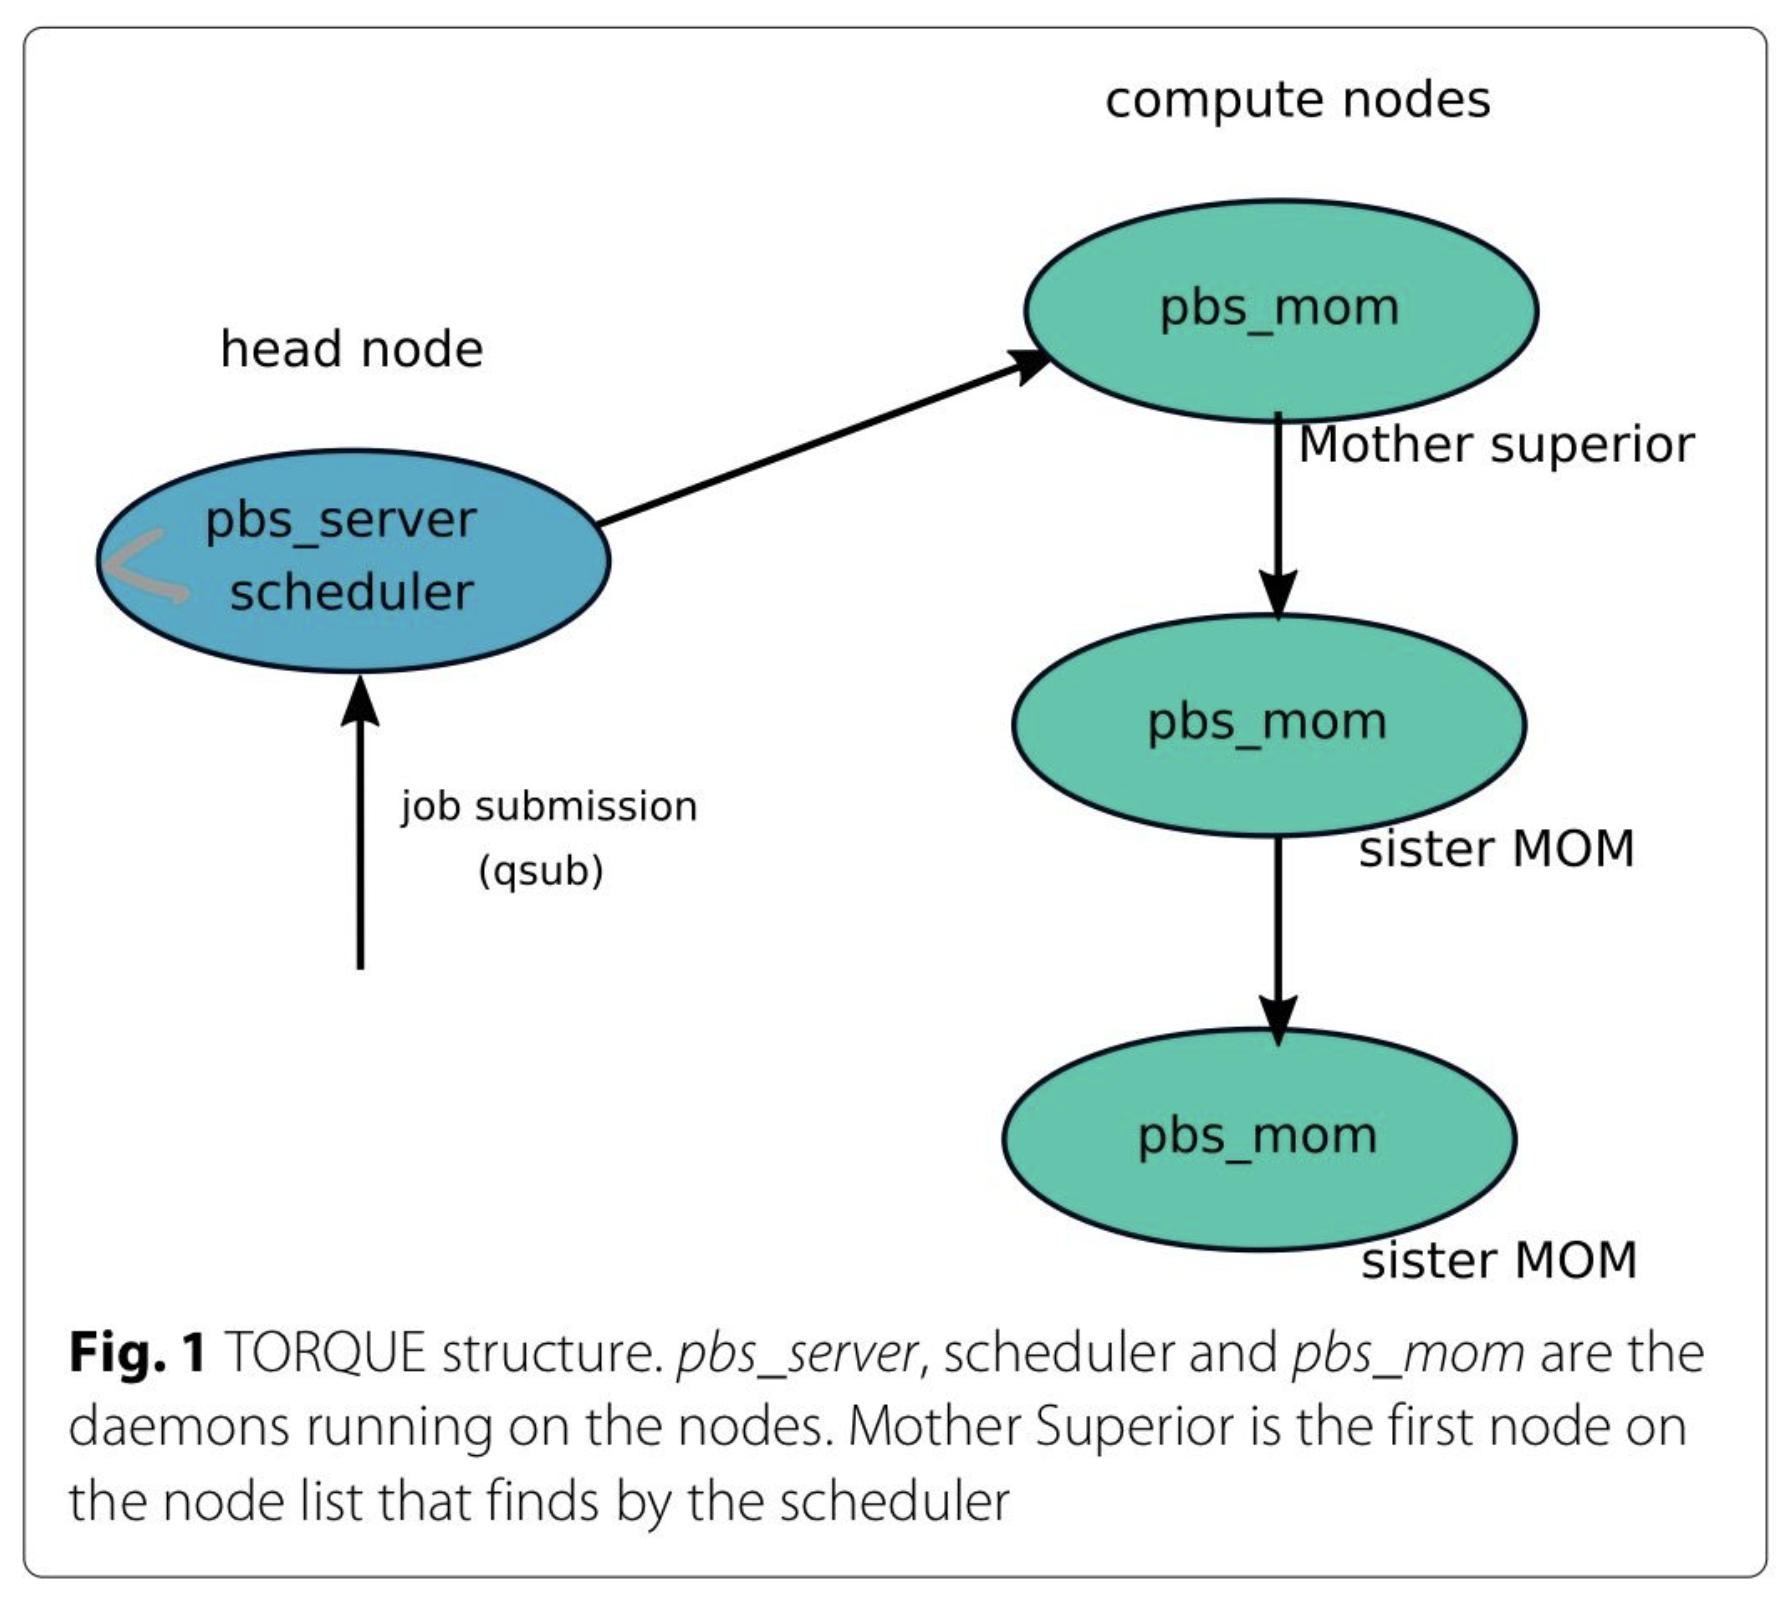 compute nodes
pbs_mom
head node
Mother superior
pbs_server
scheduler
pbs_mom
job submission
(qsub)
sister MOM
pbs_mom
sister MOM
Fig. 1 TORQUE structure. pbs_server, scheduler and pbs_mom are the
daemons running on the nodes. Mother Superior is the first node on
the node list that finds by the scheduler